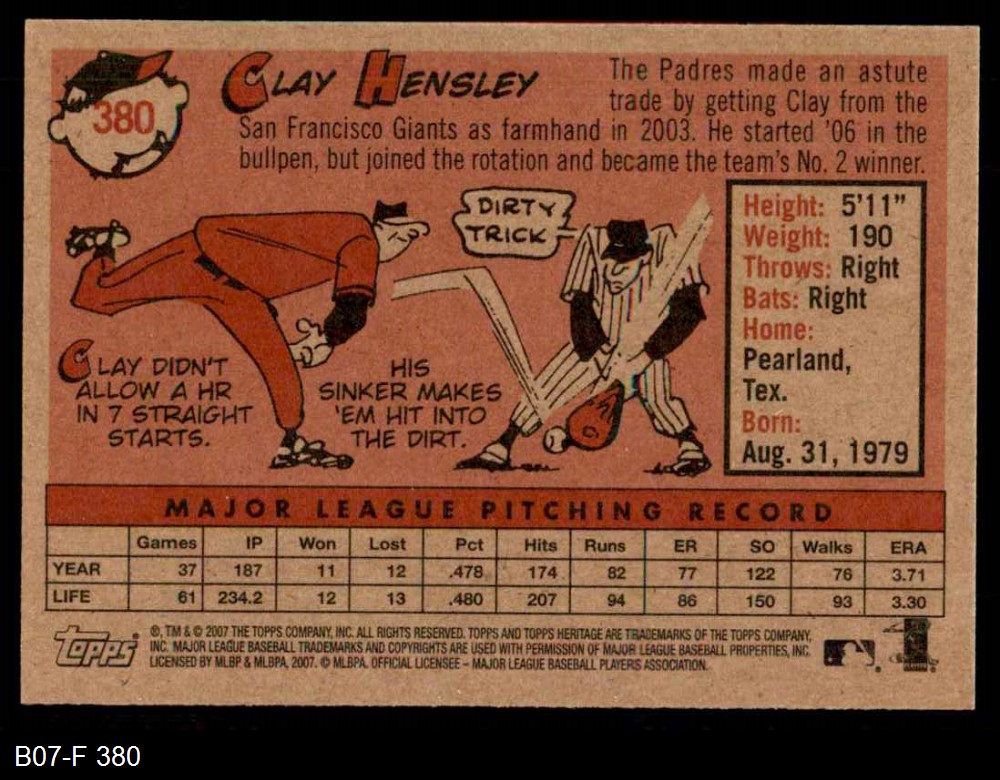 380
CLAY HENSLEY
The Padres made an astute
trade by getting Clay from the
San Francisco Giants as farmhand in 2003. He started '06 in the
bullpen, but joined the rotation and became the team's No. 2 winner.
DIRTY
TRICK
CLAY DIDN'T
ALLOW A HR
IN 7 STRAIGHT
STARTS.
HIS
SINKER MAKES
'EM HIT INTO
THE DIRT.
Height: 5'11"
Weight: 190
Throws: Right
Bats: Right
Home:
Pearland,
Tex.
Born:
Aug. 31, 1979
MAJOR LEAGUE PITCHING RECORD
Games IP Won Lost Pct Hits Runs ER SO Walks ERA
YEAR 37 187 11 12 .478 174 82 77 122 76 3.71
LIFE 61 234.2 12 13 .480 207 94 86 150 93 3.30
topps
®, TM & © 2007 THE TOPPS COMPANY, INC. ALL RIGHTS RESERVED. TOPPS AND TOPPS HERITAGE ARE TRADEMARKS OF THE TOPPS COMPANY,
INC. MAJOR LEAGUE BASEBALL TRADEMARKS AND COPYRIGHTS ARE USED WITH PERMISSION OF MAJOR LEAGUE BASEBALL PROPERTIES, INC.
LICENSED BY MLBP & MLBPA, 2007. © MLBPA. OFFICIAL LICENSEE – MAJOR LEAGUE BASEBALL PLAYERS ASSOCIATION.
B07-F 380